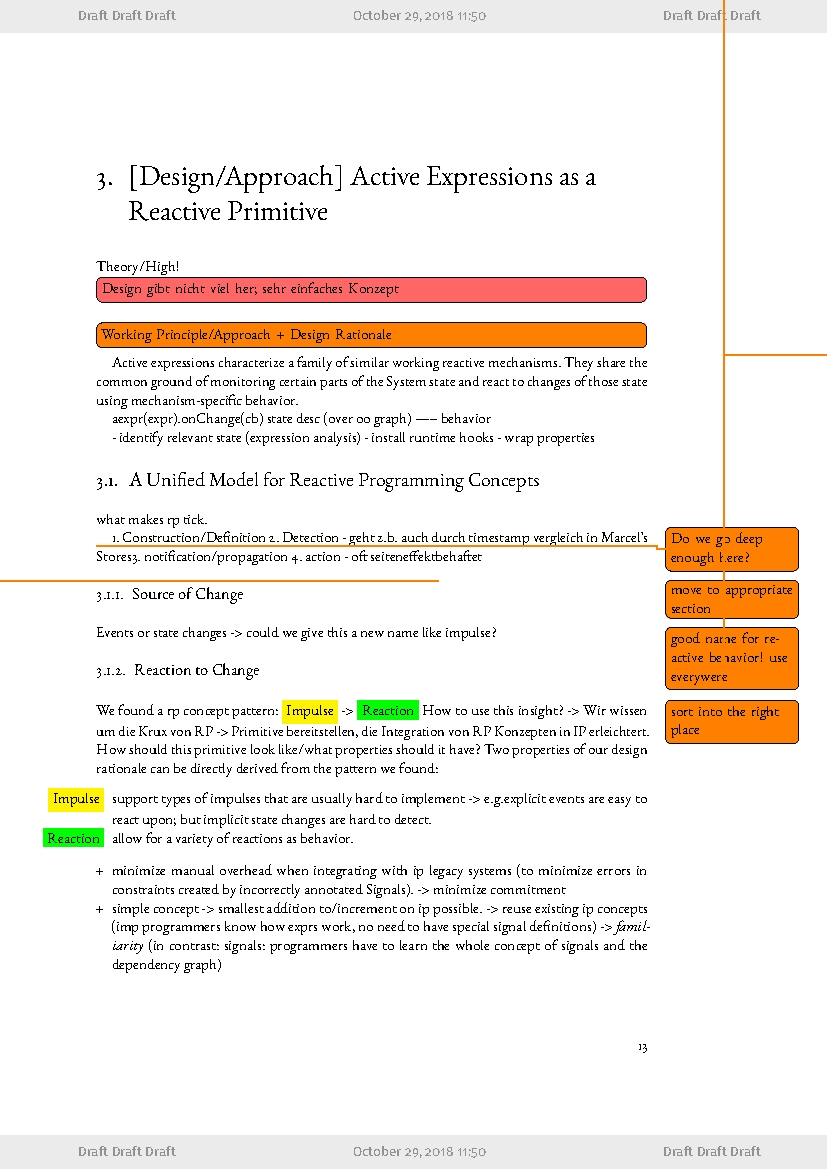 Draft Draft Draft October 29, 2018 11:50 Draft Draft Draft
3. [Design/Approach] Active Expressions as a
Reactive Primitive
Theory/High!
Design gibt nicht viel her; sehr einfaches Konzept
Working Principle/Approach + Design Rationale
Active expressions characterize a family of similar working reactive mechanisms. They share the
common ground of monitoring certain parts of the System state and react to changes of those state
using mechanism-specific behavior.
aexpr(expr).onChange(cb) state desc (over oo graph) —– behavior
- identify relevant state (expression analysis) - install runtime hooks - wrap properties
3.1. A Unified Model for Reactive Programming Concepts
what makes rp tick.
1. Construction/Definition 2. Detection - geht z.b. auch durch timestamp vergleich in Marcel's
Stores3. notification/propagation 4. action - oft seiteneffektbehaftet
Do we go deep
enough here?
3.1.1. Source of Change
move to appropriate
section
Events or state changes -> could we give this a new name like impulse?
good name for re-
active behavior! use
everywere
3.1.2. Reaction to Change
sort into the right
place
We found a rp concept pattern: Impulse -> Reaction How to use this insight? -> Wir wissen
um die Krux von RP -> Primitive bereitstellen, die Integration von RP Konzepten in IP erleichtert.
How should this primitive look like/what properties should it have? Two properties of our design
rationale can be directly derived from the pattern we found:
Impulse support types of impulses that are usually hard to implement -> e.g.explicit events are easy to
react upon; but implicit state changes are hard to detect.
Reaction allow for a variety of reactions as behavior.
+ minimize manual overhead when integrating with ip legacy systems (to minimize errors in
constraints created by incorrectly annotated Signals). -> minimize commitment
+ simple concept -> smallest addition to/increment on ip possible. -> reuse existing ip concepts
(imp programmers know how exprs work, no need to have special signal definitions) -> famil-
iarity (in contrast: signals: programmers have to learn the whole concept of signals and the
dependency graph)
13
Draft Draft Draft October 29, 2018 11:50 Draft Draft Draft